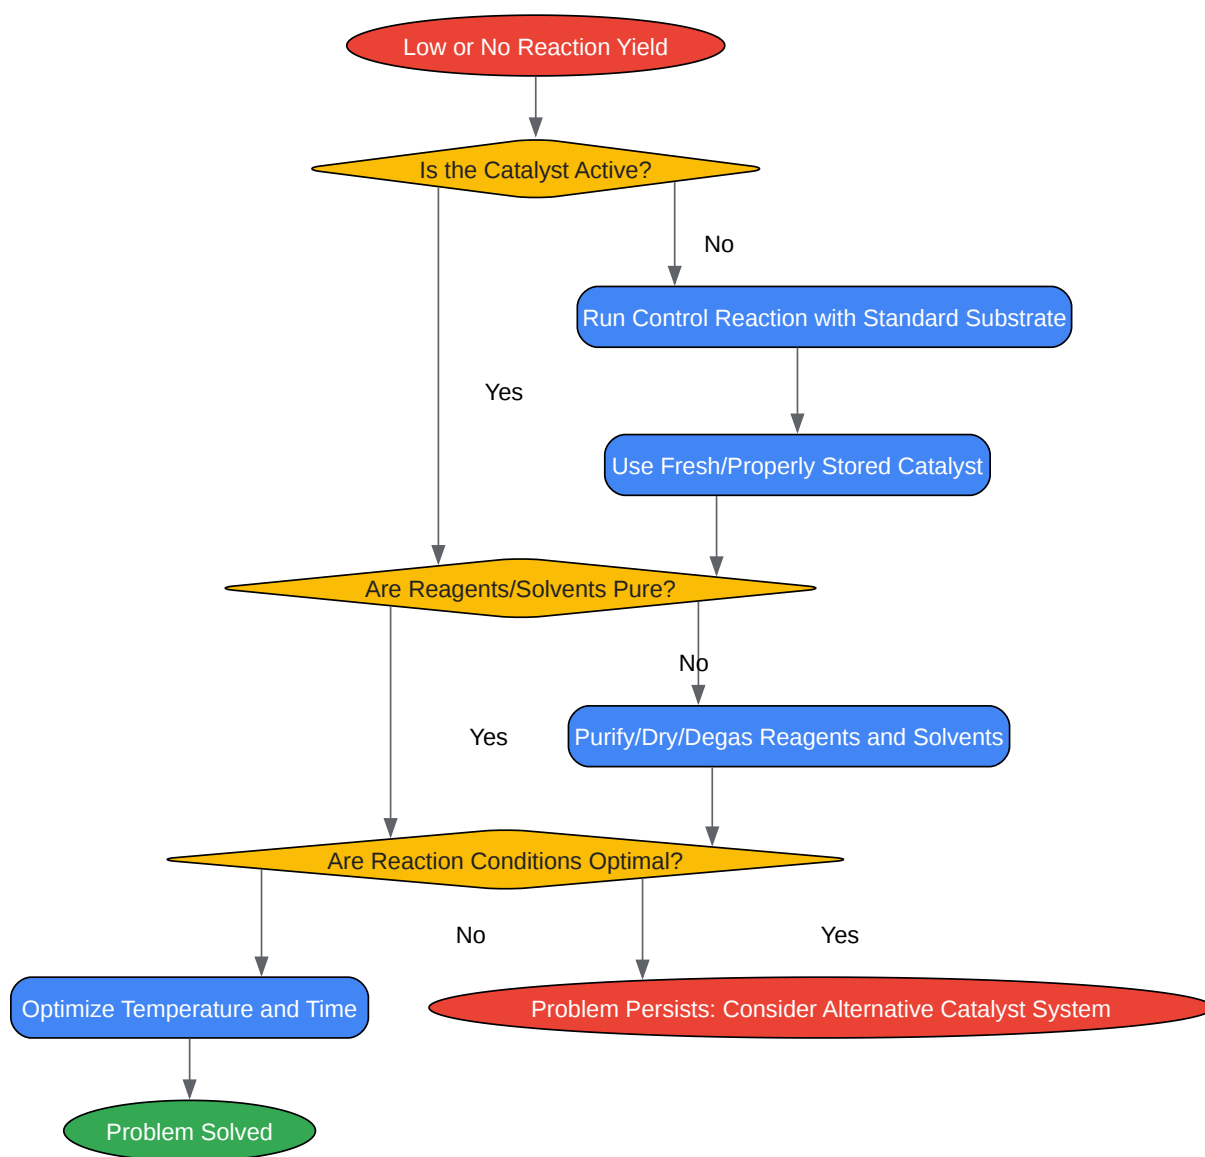 Low or No Reaction Yield
Is the Catalyst Active?
No
Run Control Reaction with Standard Substrate
Yes
Use Fresh/Properly Stored Catalyst
Are Reagents/Solvents Pure?
No
Yes
Purify/Dry/Degas Reagents and Solvents
Are Reaction Conditions Optimal?
No
Yes
Optimize Temperature and Time
Problem Persists: Consider Alternative Catalyst System
Problem Solved